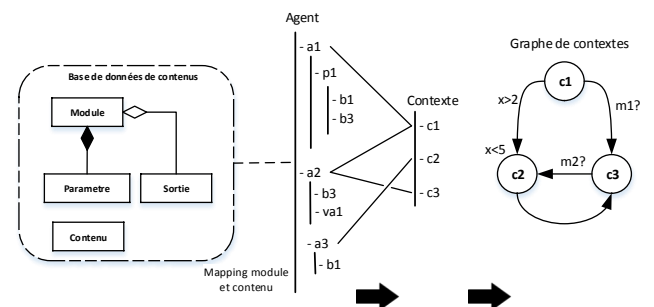 Agent
Base de données de contenus
Module
Parametre
Sortie
Contenu
Mapping module
et contenu
- a1
- p1
- b1
- b3
- a2
- b3
- va1
- a3
- b1
Contexte
- c1
- c2
- c3
Graphe de contextes
c1
x>2
m1?
x<5
m2?
c2
c3